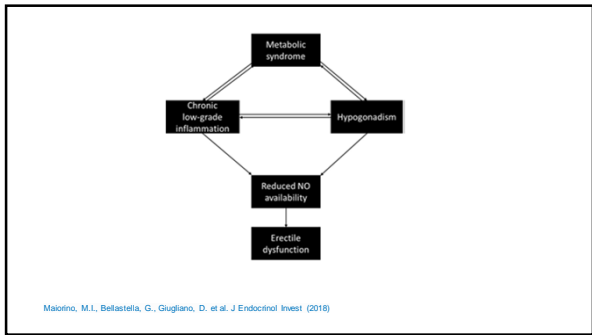 Metabolic
syndrome
Chronic
low-grade
inflammation
Hypogonadism
Reduced NO
availability
Erectile
dysfunction
Maiorino, M.I., Bellastella, G., Giugliano, D. et al. J Endocrinol Invest (2018)